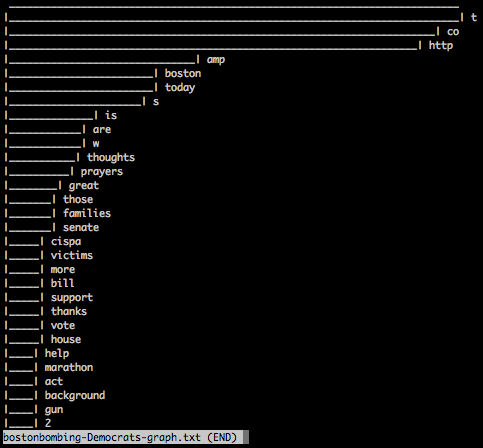 t
co
http
amp
boston
today
s
is
are
w
thoughts
prayers
great
those
families
senate
cispa
victims
more
bill
support
thanks
vote
house
help
marathon
act
background
gun
2
bostonbombing-Democrats-graph.txt (END)